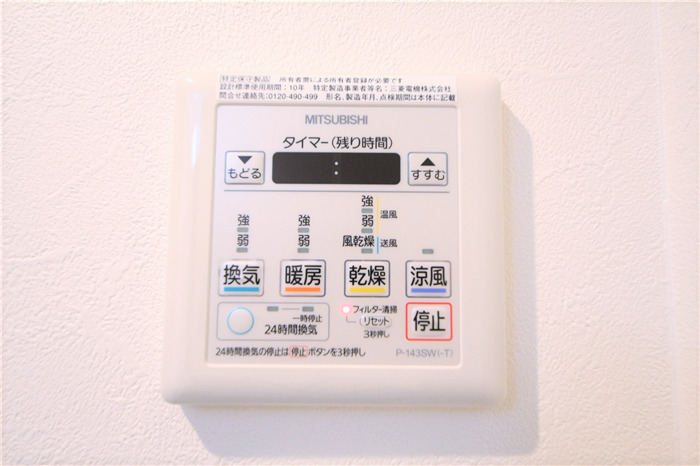 特定保守製品 所有者票による所有者登録が必要です
設計標準使用期間:10年 特定製造事業者等名:三菱電機株式会社
問合せ連絡先:0120-490-499 形名、製造年月、点検期間は本体に記載
MITSUBISHI
タイマー(残り時間)
▼ ▲
もどる : すすむ
強
強 強 弱 温風
弱 弱 風乾燥 送風
換気 暖房 乾燥 涼風
一時停止
24時間換気
フィルター清掃
リセット
3秒押し
停止
24時間換気の停止は 停止 ボタンを3秒押し
P-143SW(-T)